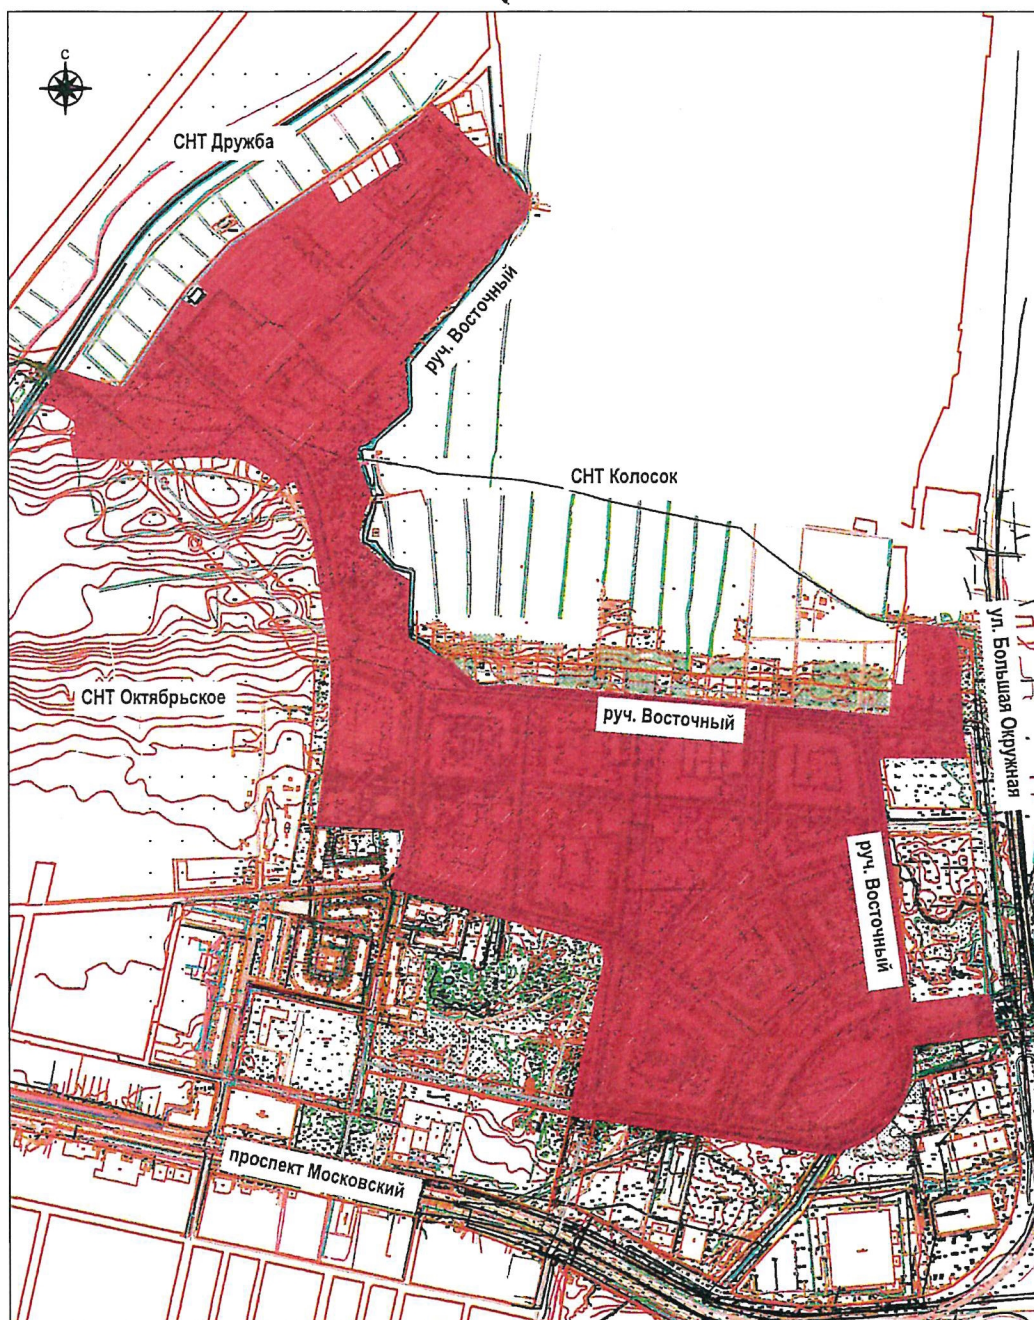 С
СНТ Дружба
руч. Восточный
СНТ Колосок
ул. Большая Окружная
СНТ Октябрьское
руч. Восточный
руч. Восточный
проспект Московский